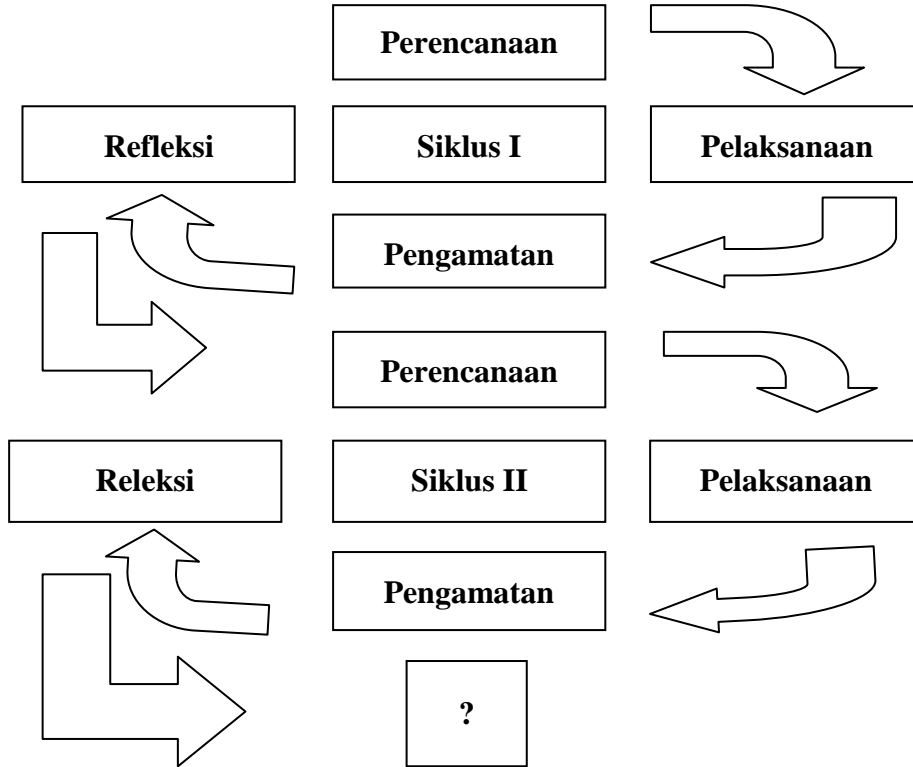 Perencanaan
Refleksi
Siklus I
Pelaksanaan
Pengamatan
Perencanaan
Releksi
Siklus II
Pelaksanaan
Pengamatan
?